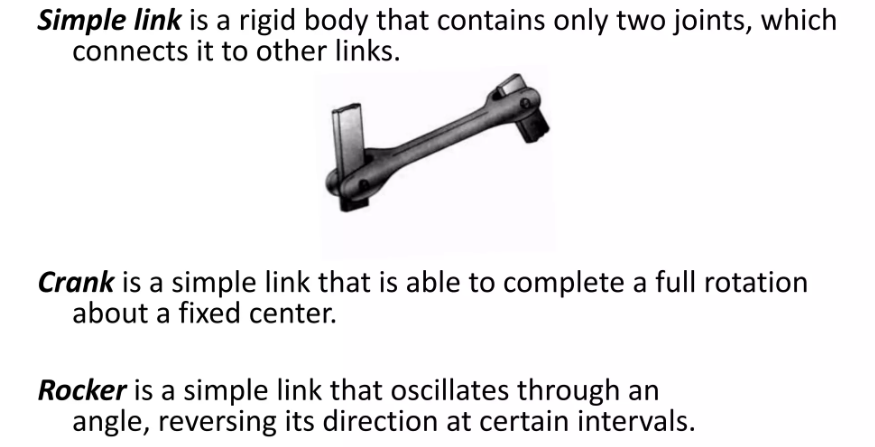 Simple link is a rigid body that contains only two joints, which
connects it to other links.
Crank is a simple link that is able to complete a full rotation
about a fixed center.
Rocker is a simple link that oscillates through an
angle, reversing its direction at certain intervals.